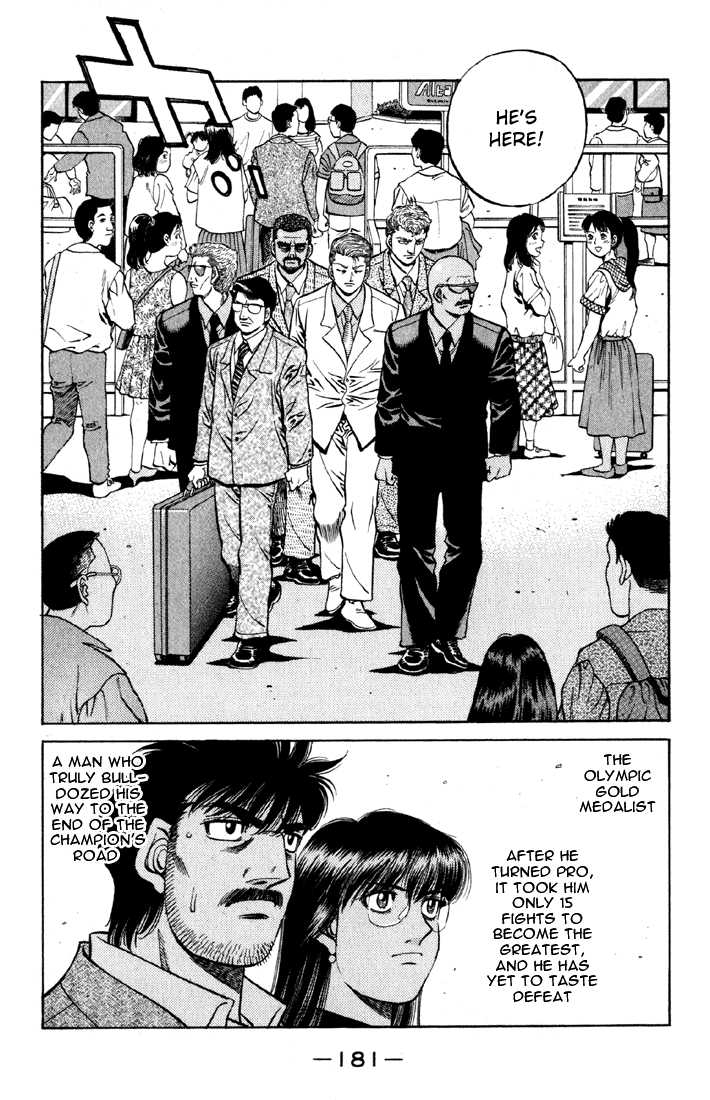 HE'S
HERE!
THE
OLYMPIC
GOLD
MEDALIST
AFTER HE
TURNED PRO,
IT TOOK HIM
ONLY 15
FIGHTS TO
BECOME THE
GREATEST,
AND HE HAS
YET TO TASTE
DEFEAT
A MAN WHO
TRULY BULL-
DOZED HIS
WAY TO THE
END OF THE
CHAMPION'S
ROAD
—181—